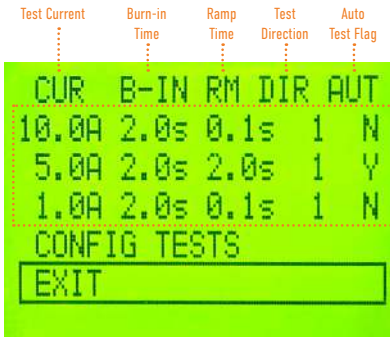 Test Current Burn-in Time Ramp Time Test Direction Auto Test Flag
CUR B-IN RM DIR AUT
10.0A 2.0s 0.1s 1 N
5.0A 2.0s 2.0s 1 Y
1.0A 2.0s 0.1s 1 N
CONFIG TESTS
EXIT